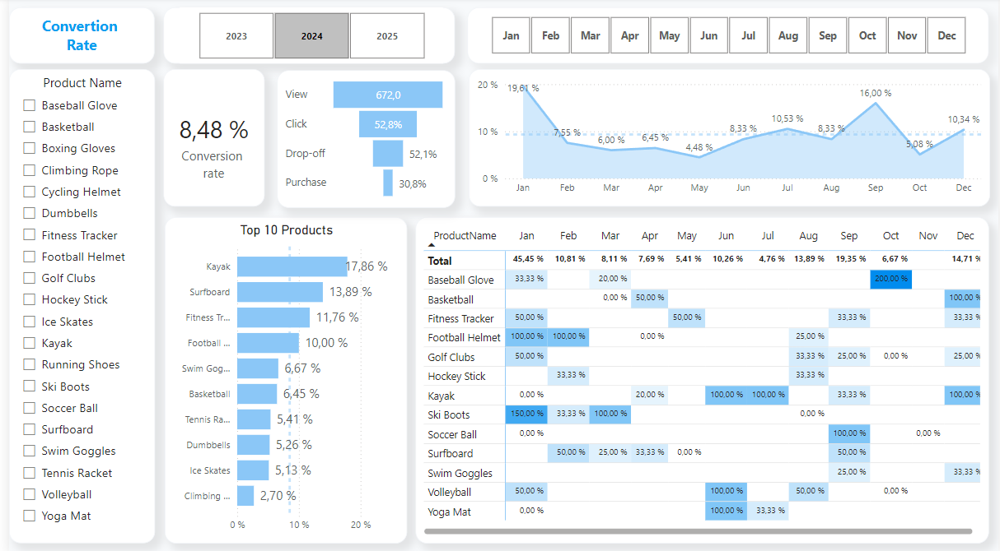 Convertion
Rate
2023 2024 2025
Jan Feb Mar Apr May Jun Jul Aug Sep Oct Nov Dec
Product Name
Baseball Glove
Basketball
Boxing Gloves
Climbing Rope
Cycling Helmet
Dumbbells
Fitness Tracker
Football Helmet
Golf Clubs
Hockey Stick
Ice Skates
Kayak
Running Shoes
Ski Boots
Soccer Ball
Surfboard
Swim Goggles
Tennis Racket
Volleyball
Yoga Mat
8,48 %
Conversion
rate
View 672,0
Click 52,8%
Drop-off 52,1%
Purchase 30,8%
20 %
10 %
0 %
19,61 % 7,55 % 6,00 % 6,45 % 4,48 % 8,33 % 10,53 % 8,33 % 16,00 % 5,08 % 10,34 %
Jan Feb Mar Apr May Jun Jul Aug Sep Oct Dec
Top 10 Products
Kayak 17,86 %
Surfboard 13,89 %
Fitness Tr... 11,76 %
Football ... 10,00 %
Swim Gog... 6,67 %
Basketball 6,45 %
Tennis Ra... 5,41 %
Dumbbells 5,26 %
Ice Skates 5,13 %
Climbing ... 2,70 %
0 % 10 % 20 %
ProductName Jan Feb Mar Apr May Jun Jul Aug Sep Oct Nov Dec
Total 45,45 % 10,81 % 8,11 % 7,69 % 5,41 % 10,26 % 4,76 % 13,89 % 19,35 % 6,67 % 14,71 %
Baseball Glove 33,33 % 20,00 % 200,00 %
Basketball 0,00 % 50,00 % 100,00 %
Fitness Tracker 50,00 % 50,00 % 33,33 % 33,33 %
Football Helmet 100,00 % 100,00 % 0,00 % 25,00 %
Golf Clubs 50,00 % 33,33 % 25,00 % 0,00 % 25,00 %
Hockey Stick 33,33 % 33,33 %
Kayak 0,00 % 20,00 % 100,00 % 100,00 % 33,33 % 100,00 %
Ski Boots 150,00 % 33,33 % 100,00 % 0,00 %
Soccer Ball 0,00 % 100,00 % 0,00 %
Surfboard 50,00 % 25,00 % 33,33 % 0,00 % 50,00 %
Swim Goggles 25,00 % 33,33 %
Volleyball 50,00 % 100,00 % 50,00 % 0,00 %
Yoga Mat 0,00 % 100,00 % 33,33 %